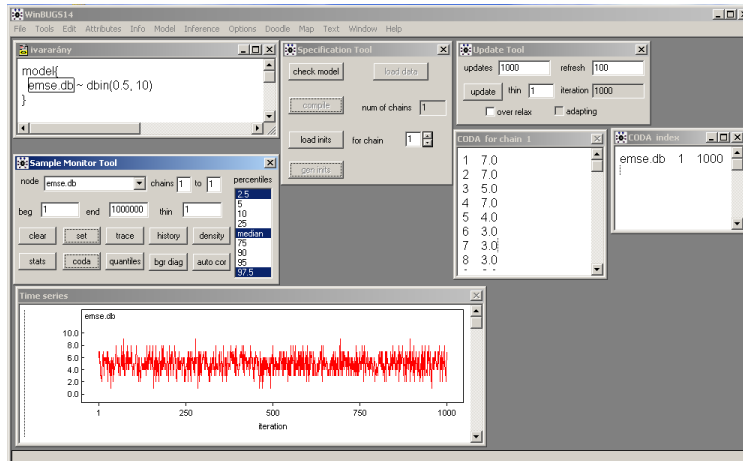 WinBUGS14
File Tools Edit Attributes Info Model Inference Options Doodle Map Text Window Help
ivararány
model{
emse.db ~ dbin(0.5, 10)
}
Specification Tool
check model load data
compile num of chains 1
load inits for chain 1
gen inits
Update Tool
updates 1000 refresh 100
update thin 1 iteration 1000
over relax adapting
CODA for chain 1
1 7.0
2 7.0
3 5.0
4 7.0
5 4.0
6 3.0
7 3.0
8 3.0
CODA index
emse.db 1 1000
Sample Monitor Tool
node emse.db chains 1 to 1 percentiles
beg 1 end 1000000 thin 1
clear set trace history density
stats coda quantiles bgr diag auto cor
2.5
5
10
25
median
75
90
95
97.5
Time series
emse.db
10.0
8.0
6.0
4.0
2.0
0.0
1 250 500 750 1000
iteration